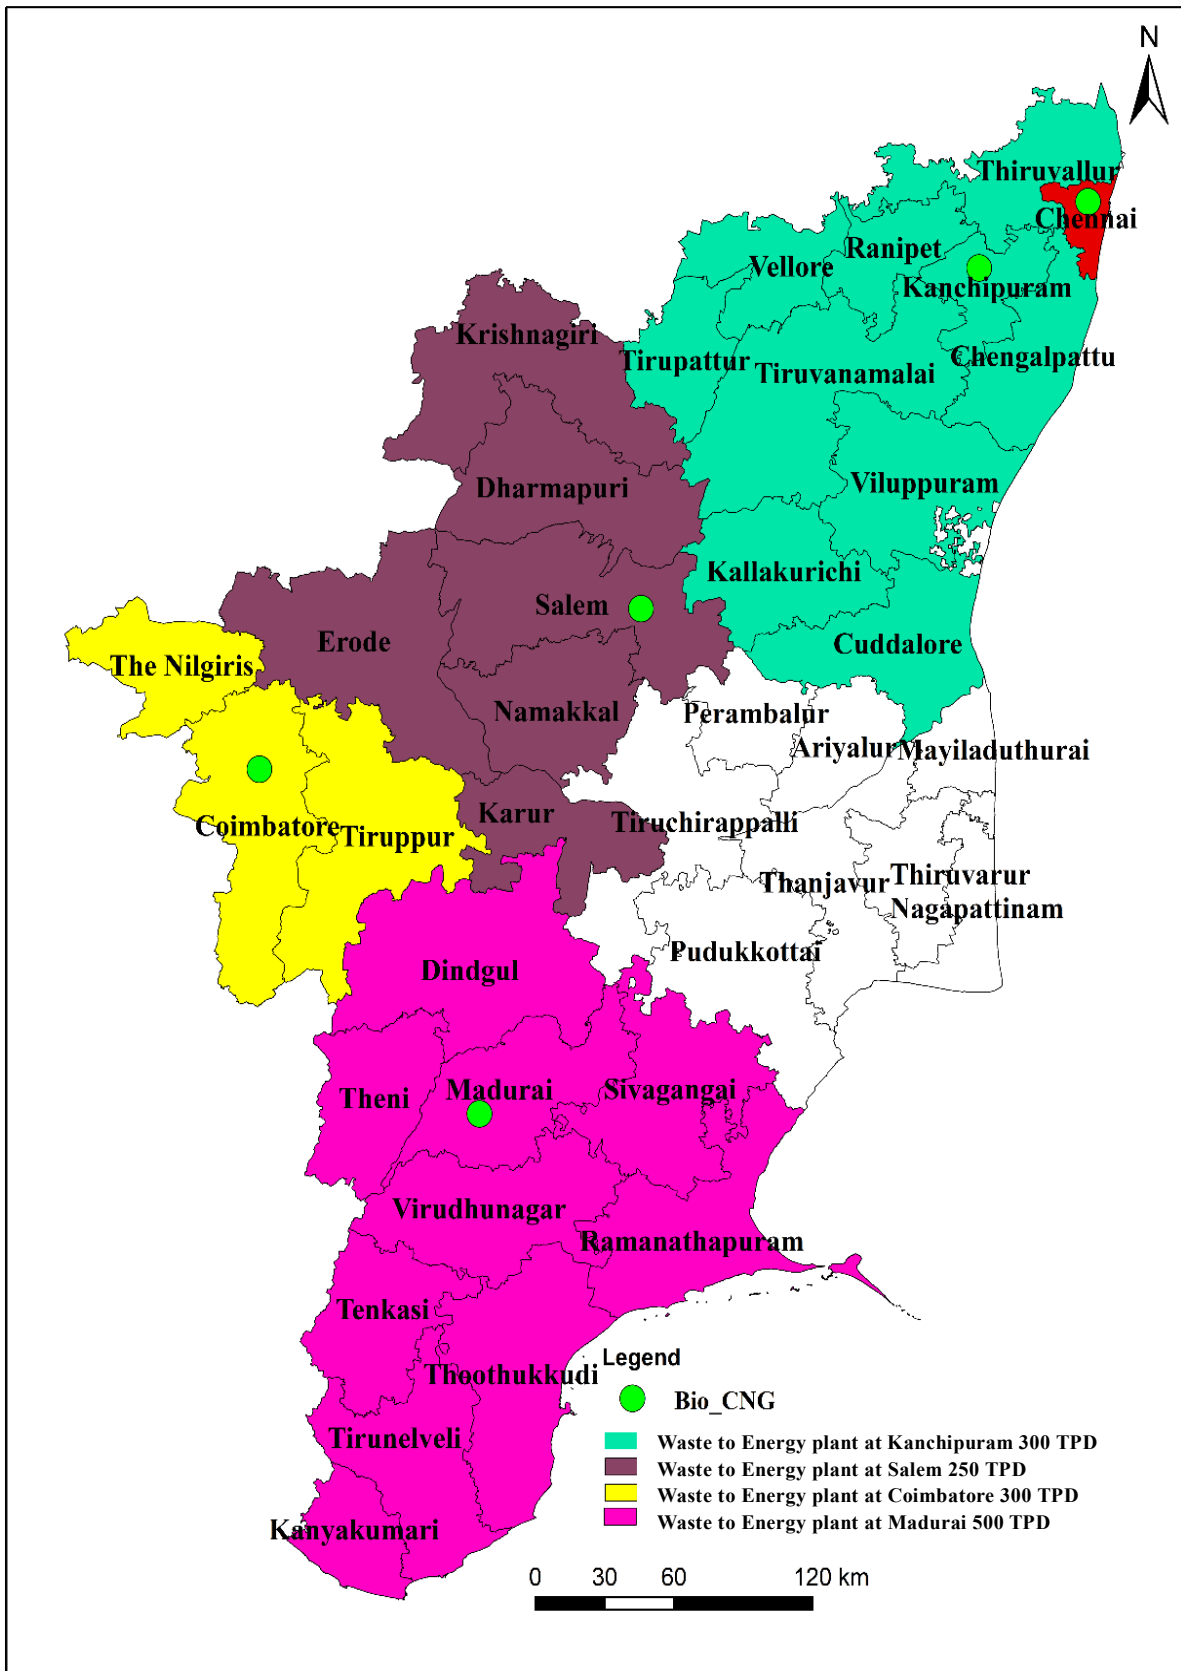 N
Thiruvallur
Chennai
Ranipet
Vellore
Kanchipuram
Krishnagiri
Tirupattur
Chengalpattu
Tiruvanamalai
Dharmapuri
Viluppuram
Kallakurichi
Salem
Erode
Cuddalore
The Nilgiris
Namakkal
Perambalur
Ariyalur
Mayiladuthurai
Karur
Tiruchirappalli
Coimbatore
Tiruppur
Thanjavur
Thiruvarur
Nagapattinam
Pudukkottai
Dindgul
Theni
Madurai
Sivagangai
Virudhunagar
Ramanathapuram
Tenkasi
Thoothukkudi
Tirunelveli
Kanyakumari
Legend
Bio_CNG
Waste to Energy plant at Kanchipuram 300 TPD
Waste to Energy plant at Salem 250 TPD
Waste to Energy plant at Coimbatore 300 TPD
Waste to Energy plant at Madurai 500 TPD
0 30 60 120 km